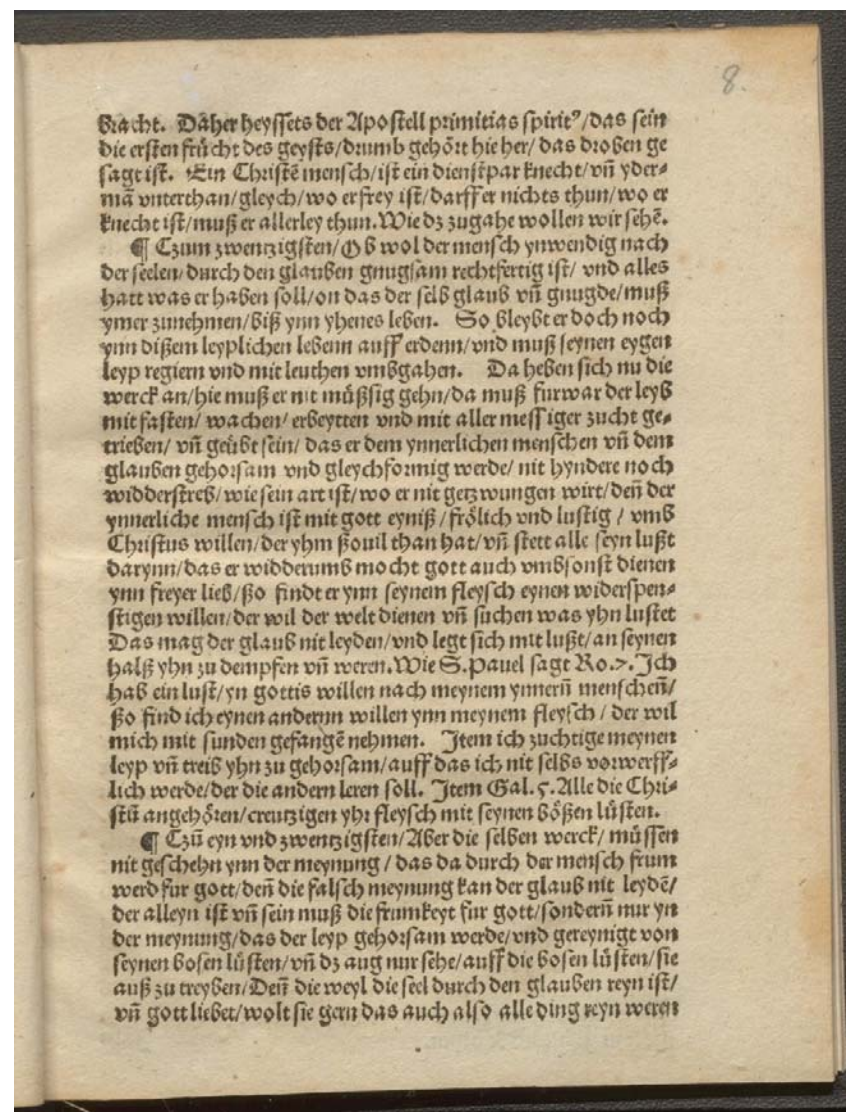 8.
bracht. Daher heyssets der Apostell primitias spiritꝰ/das sein
die ersten frücht des geysts/drumb gehört hie her/das droben ge
sagt ist. Ein Christē mensch/ist ein dienstpar knecht/vñ yder⸗
mā vnterthan/gleych/wo er frey ist/darff er nichts thun/wo er
knecht ist/muß er allerley thun. Wie dz zugahe wollen wir sehē.
¶ Czum zwentzigsten/Ob wol der mensch ynwendig nach
der seelen/durch den glauben gnugsam rechtfertig ist/ vnd alles
hatt was er haben soll/on das der selb glaub vñ gnugde/muß
ymer zunehmen/biß ynn yhenes leben. So bleybt er doch noch
ynn dißem leyplichen lebenn auff erdenn/vnd muß seynen eygen
leyp regiern vnd mit leuthen vmbgahen. Da heben sich nu die
werck an/hie muß er nit müßsig gehn/da muß furwar der leyb
mit fasten/ wachen/ erbeytten vnd mit aller messiger zucht ge⸗
trieben/ vñ geübt sein/ das er dem ynnerlichen menschen vñ dem
glauben gehorsam vnd gleychformig werde/ nit hyndere noch
widderstreb/ wie sein art ist/wo er nit getzwungen wirt/deñ der
ynnerliche mensch ist mit gott eyniß/frölich vnd lustig / vmb
Christus willen/der yhm ßouil than hat/vñ stett alle seyn lußt
darynn/das er widderumb mocht gott auch vmbsonst dienen
ynn freyer lieb/ßo findt er ynn seynem fleysch eynen widerspen⸗
stigen willen/der wil der welt dienen vñ suchen was yhn lustet
Das mag der glaub nit leyden/vnd legt sich mit lußt/an seynen
halß yhn zu dempfen vñ weren. Wie S. Pauel sagt Ro.7. Ich
hab ein lust/yn gottis willen nach meynem ynnerñ menscheñ/
ßo find ich eynen anderynn willen ynn meynem fleysch / der wil
mich mit sunden gefangē nehmen. Item ich zuchtige meynen
leyp vñ treib yhn zu gehorsam/auff das ich nit selbs vorwerff⸗
lich werde/der die andern leren soll. Item Gal. 5. Alle die Chri⸗
stū angehören/creutzigen yhr fleysch mit seynen bößen lüsten.
¶ Czū eyn vnd zwentzigsten/Aber die selben werck/ müssen
nit geschehn ynn der meynung / das da durch der mensch frum
werd fur gott/deñ die falsch meynung kan der glaub nit leydē/
der alleyn ist vñ sein muß die frumkeyt fur gott/sonderñ nur yn
der meynung/das der leyp gehorsam werde/vnd gereynigt von
seynen bosen lüsten/vñ dz aug nur sehe/auff die bosen lüsten/sie
auß zu treyben/Deñ die weyl die seel durch den glauben reyn ist/
vñ gott liebet/wolt sie gern das auch also alle ding reyn weren